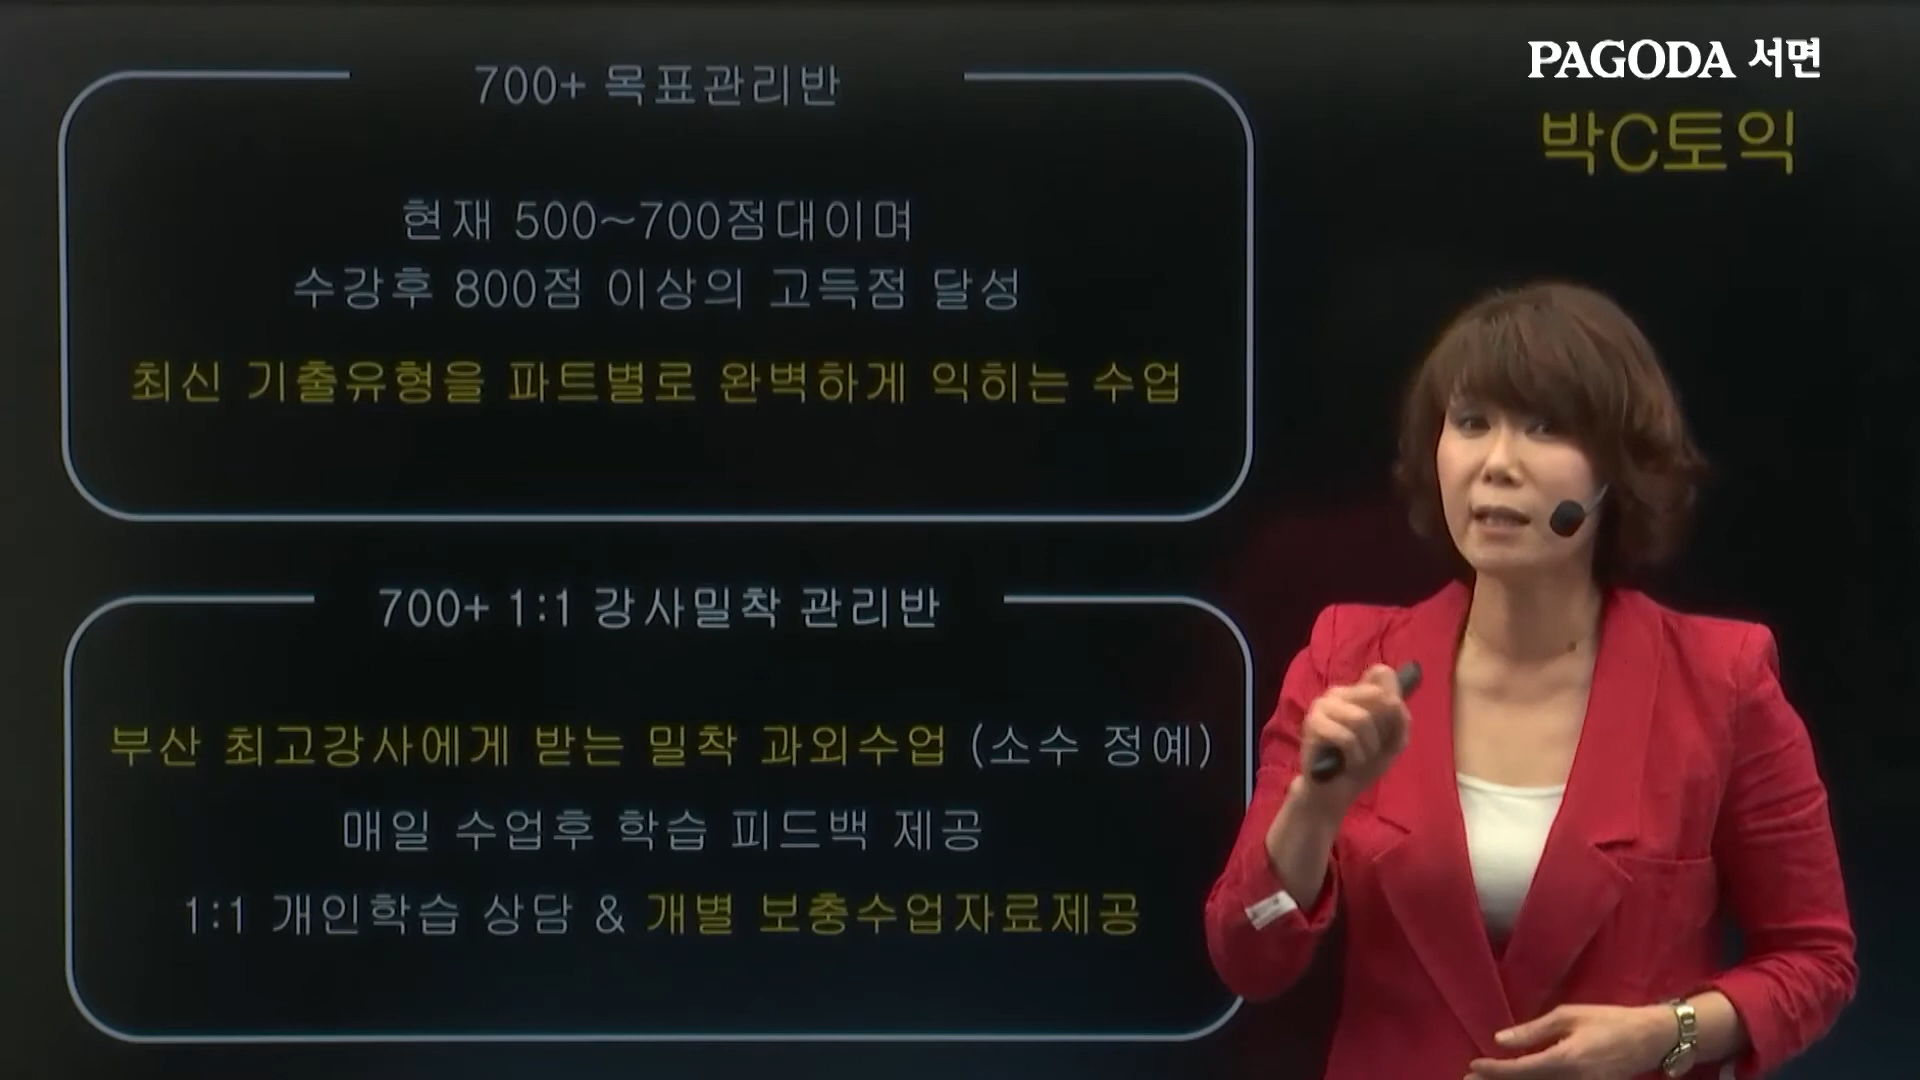 700+ 목표관리반
현재 500~700점대이며
수강후 800점 이상의 고득점 달성
최신 기출유형을 파트별로 완벽하게 익히는 수업
700+ 1:1 강사밀착 관리반
부산 최고강사에게 받는 밀착 과외수업 (소수 정예)
매일 수업후 학습 피드백 제공
1:1 개인학습 상담 & 개별 보충수업자료제공
PAGODA 서면
박C토익